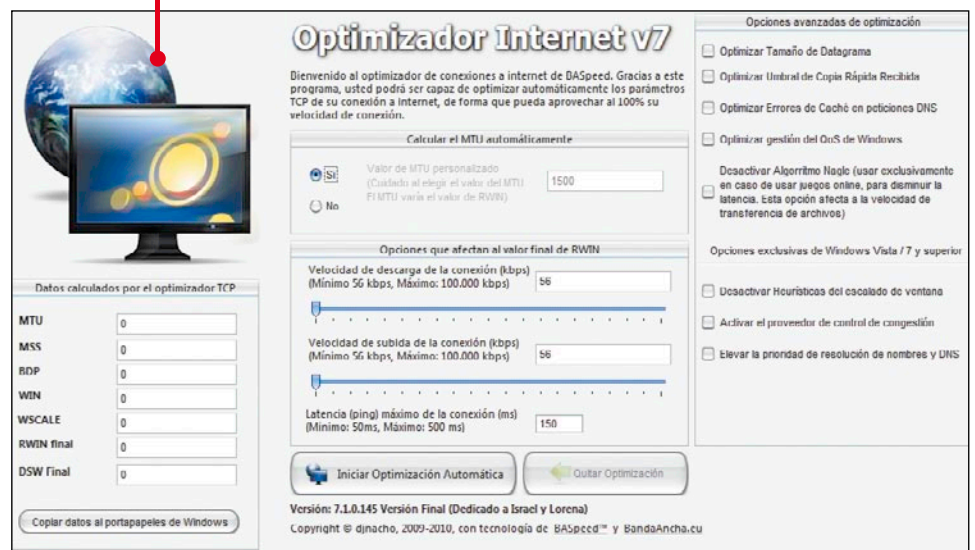 Optimizador Internet v7
Bienvenido al optimizador de conexiones a internet de BASpeed. Gracias a este
programa, usted podrá ser capaz de optimizar automáticamente los parámetros
TCP de su conexión a Internet, de forma que pueda aprovechar al 100% su
velocidad de conexión.
Calcular el MTU automáticamente
Sí
No
Valor de MTU personalizado
(Cuidado al elegir el valor del MTU
El MTU varía el valor de RWIN)
1500
Opciones que afectan al valor final de RWIN
Velocidad de descarga de la conexión (kbps)
(Mínimo 56 kbps, Máximo: 100.000 kbps)
56
Velocidad de subida de la conexión (kbps)
(Mínimo 56 kbps, Máximo: 100.000 kbps)
56
Latencia (ping) máximo de la conexión (ms)
(Mínimo: 50ms, Máximo: 500 ms)
150
Iniciar Optimización Automática
Quitar Optimización
Versión: 7.1.0.145 Versión Final (Dedicado a Israel y Lorena)
Copyright © djnacho, 2009-2010, con tecnología de BASpeed™ y BandaAncha.eu
Datos calculados por el optimizador TCP
MTU 0
MSS 0
BDP 0
WIN 0
WSCALE 0
RWIN final 0
DSW Final 0
Copiar datos al portapapeles de Windows
Opciones avanzadas de optimización
Optimizar Tamaño de Datagrama
Optimizar Umbral de Copia Rápida Recibida
Optimizar Errores de Caché en peticiones DNS
Optimizar gestión del QoS de Windows
Desactivar Algorritmo Nagle (usar exclusivamente
en caso de usar juegos online, para disminuir la
latencia. Esta opción afecta a la velocidad de
transferencia de archivos)
Opciones exclusivas de Windows Vista / 7 y superior
Desactivar Heurísticas del escalado de ventana
Activar el proveedor de control de congestión
Elevar la prioridad de resolución de nombres y DNS